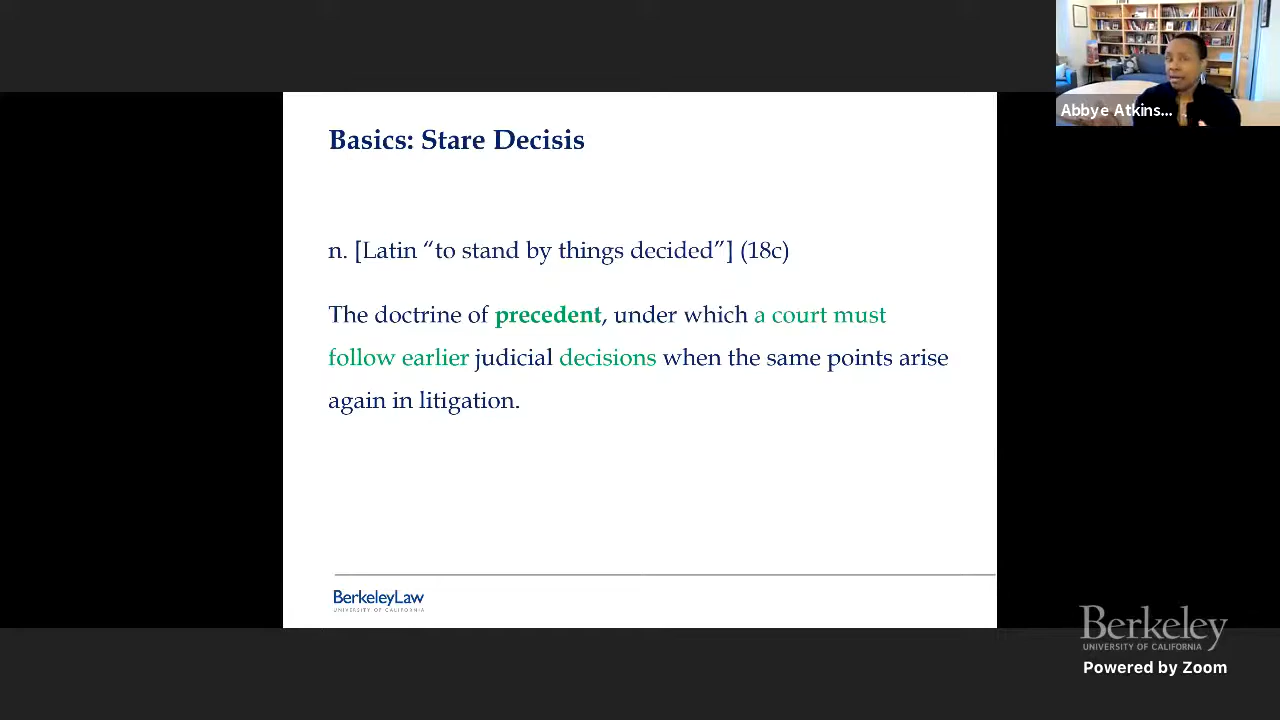 Abbye Atkins...
Basics: Stare Decisis
n. [Latin “to stand by things decided”] (18c)
The doctrine of precedent, under which a court must
follow earlier judicial decisions when the same points arise
again in litigation.
BerkeleyLaw
UNIVERSITY OF CALIFORNIA
Berkeley
UNIVERSITY OF CALIFORNIA
Powered by Zoom